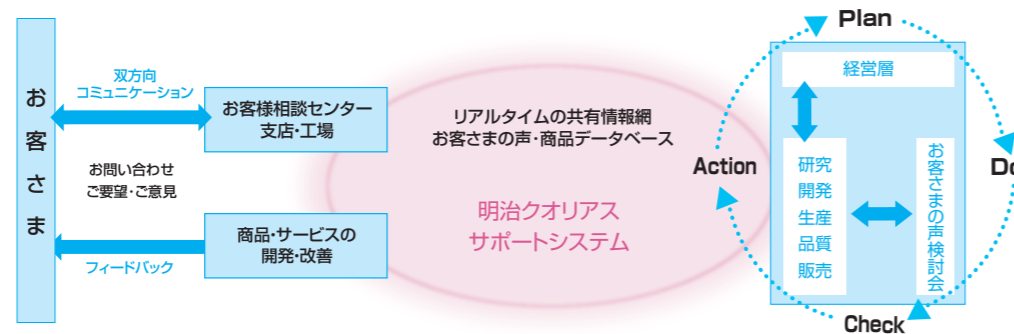 お客さま
双方向
コミュニケーション
お客様相談センター
支店・工場
お問い合わせ
ご要望・ご意見
商品・サービスの
開発・改善
フィードバック
リアルタイムの共有情報網
お客さまの声・商品データベース
明治クオリアス
サポートシステム
Plan
経営層
Action
研究
開発
生産
品質
販売
お客さまの声検討会
Do
Check